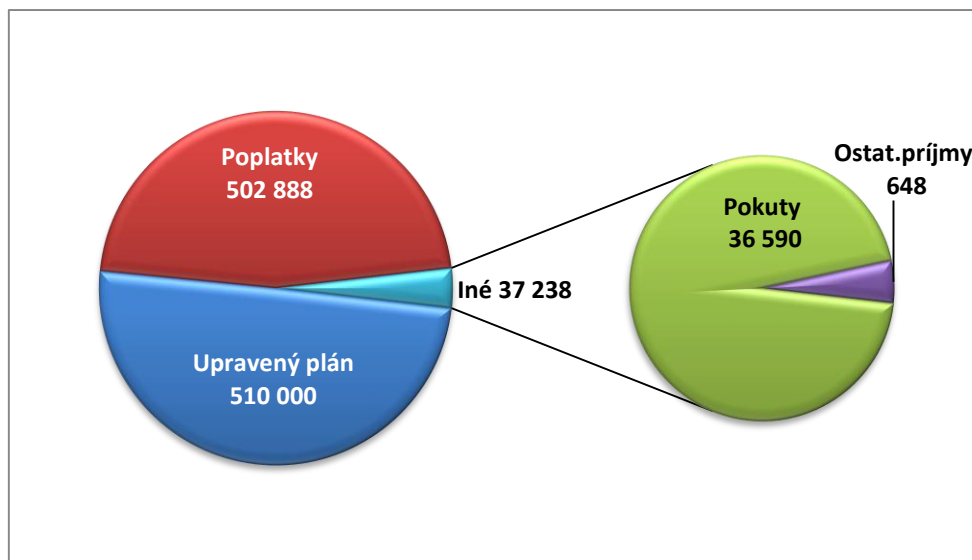 Poplatky
502 888
Upravený plán
510 000
Iné 37 238
Pokuty
36 590
Ostat.príjmy
648